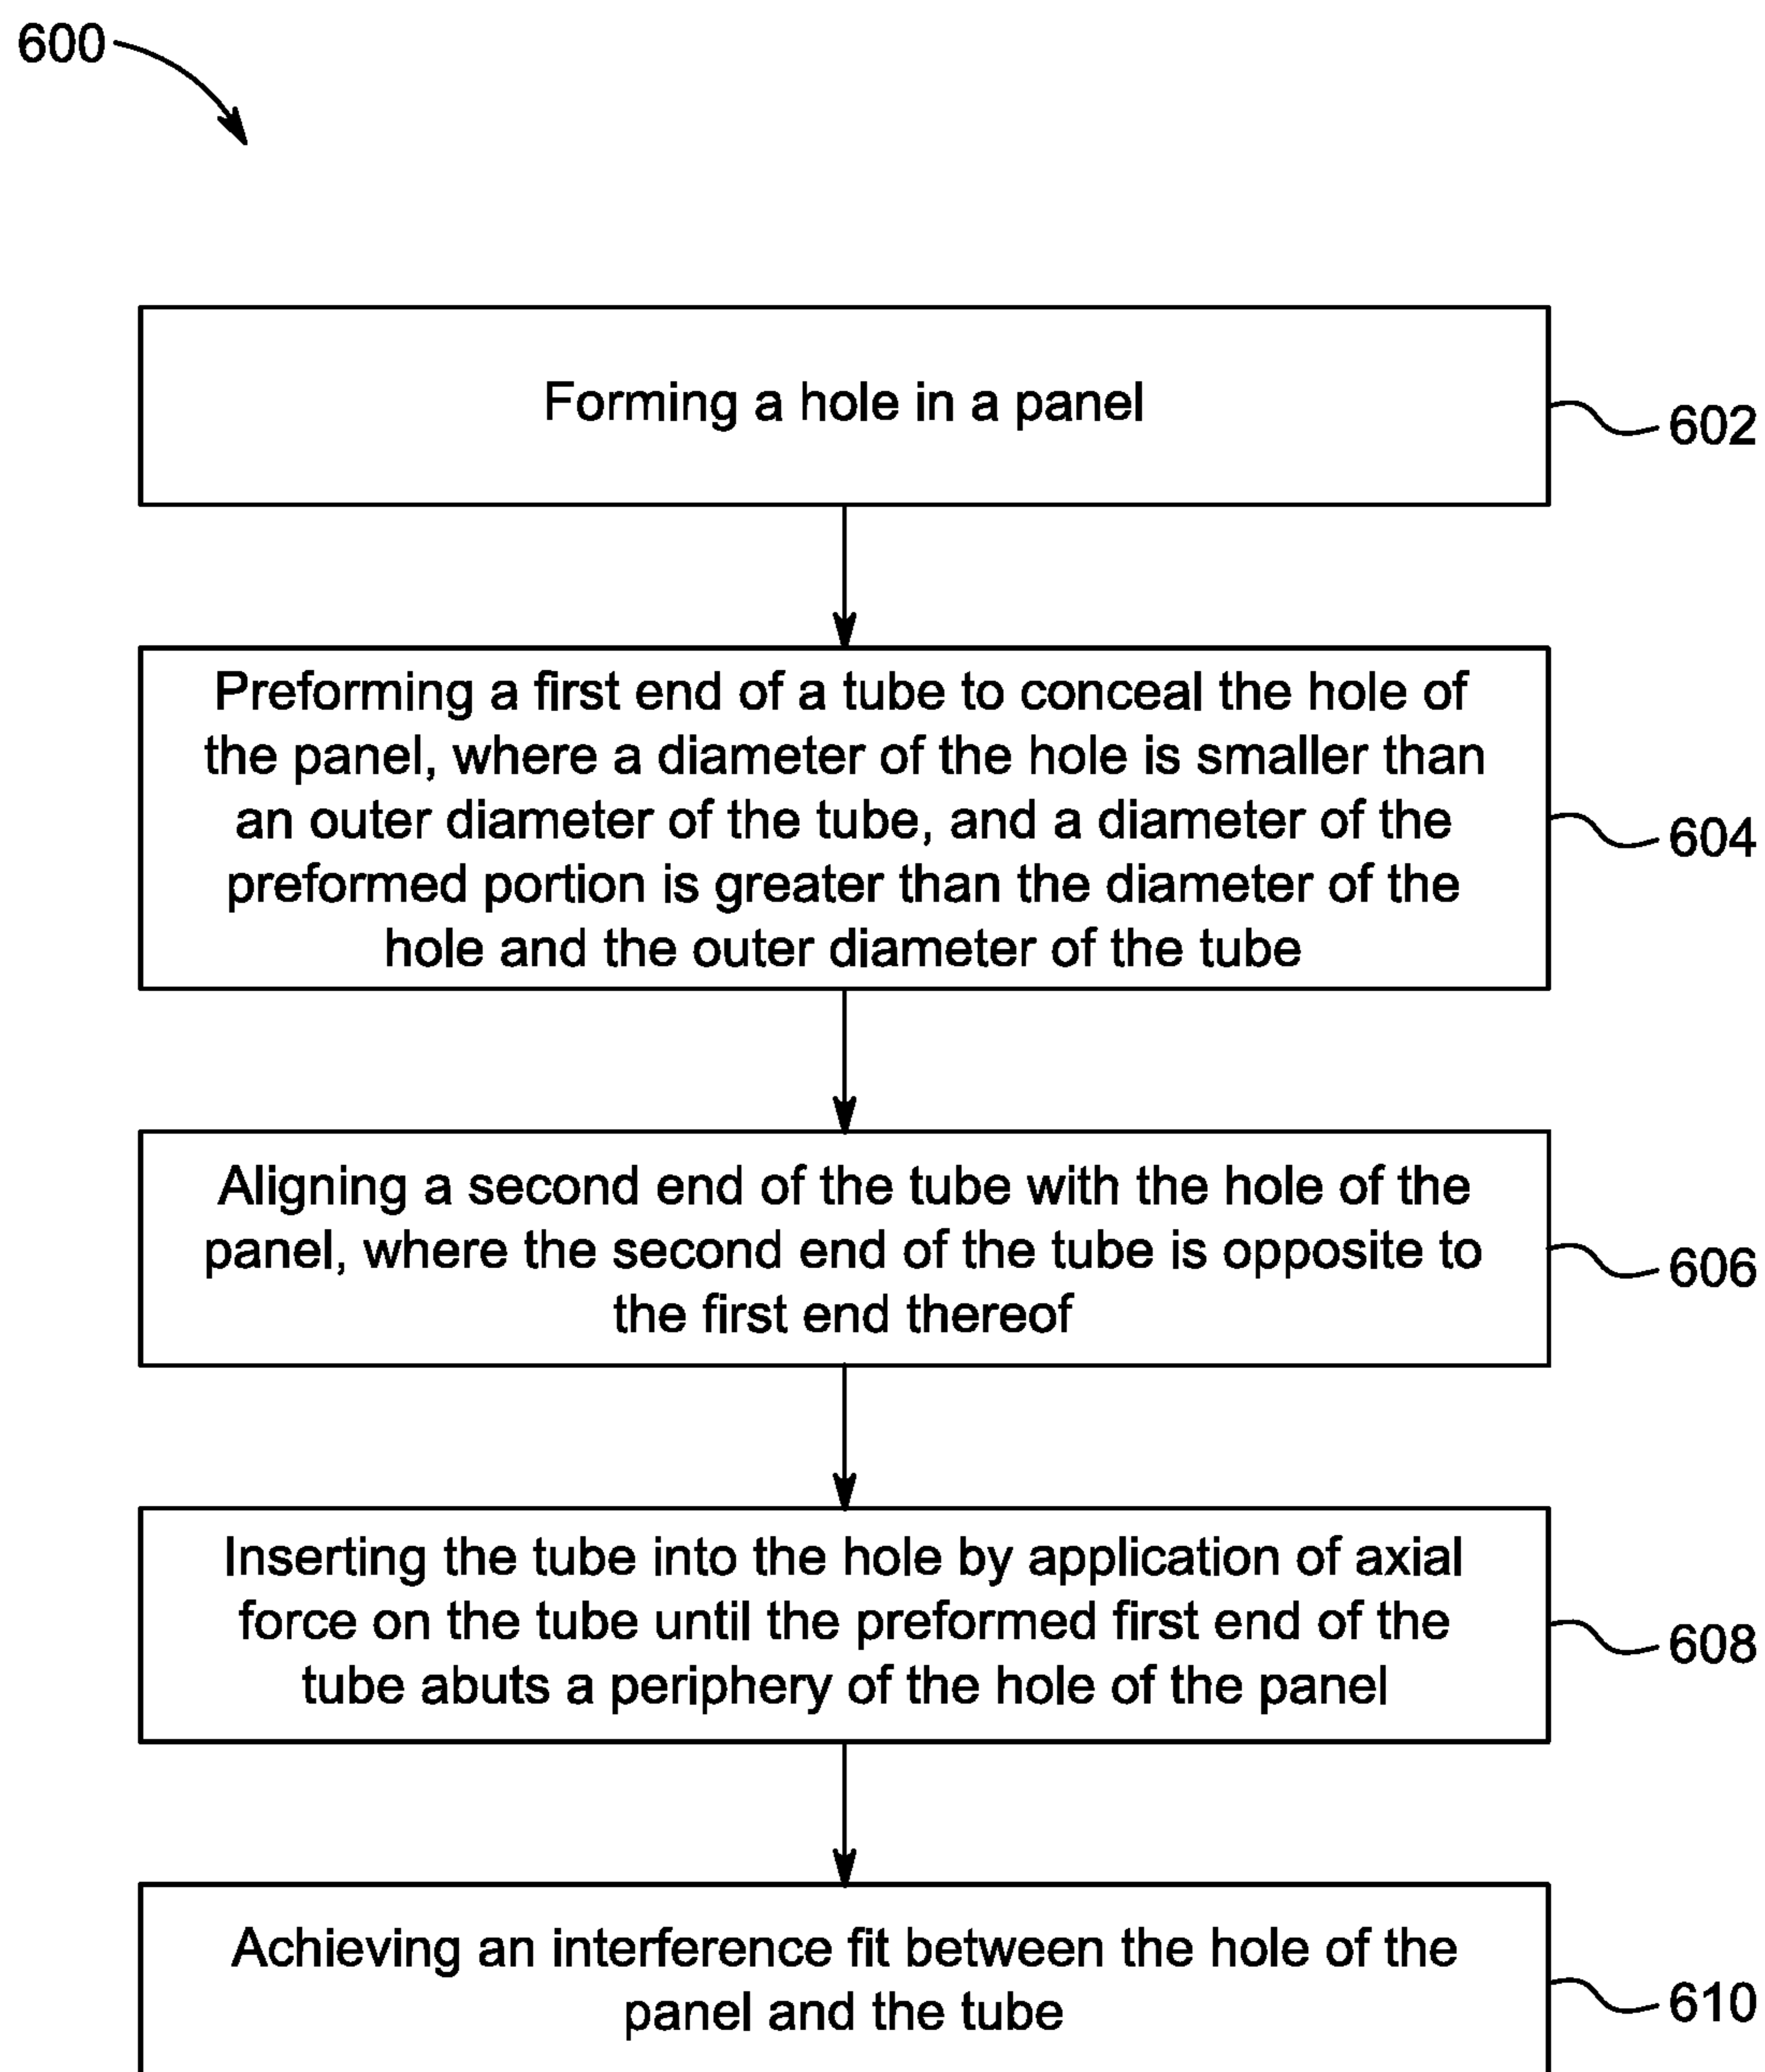 600
Forming a hole in a panel
602
Preforming a first end of a tube to conceal the hole of
the panel, where a diameter of the hole is smaller than
an outer diameter of the tube, and a diameter of the
preformed portion is greater than the diameter of the
hole and the outer diameter of the tube
604
Aligning a second end of the tube with the hole of the
panel, where the second end of the tube is opposite to
the first end thereof
606
Inserting the tube into the hole by application of axial
force on the tube until the preformed first end of the
tube abuts a periphery of the hole of the panel
608
Achieving an interference fit between the hole of the
panel and the tube
610